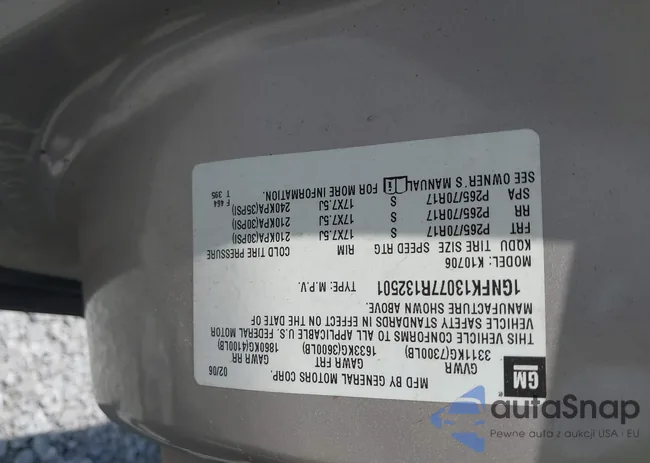 GM
MFD BY GENERAL MOTORS CORP. 02/06
GVWR GAWR FRT GAWR RR
3311KG(7300LB) 1633KG(3600LB) 1860KG(4100LB)
THIS VEHICLE CONFORMS TO ALL APPLICABLE U.S. FEDERAL MOTOR
VEHICLE SAFETY STANDARDS IN EFFECT ON THE DATE OF
MANUFACTURE SHOWN ABOVE.
1GNFK13077R132501 TYPE: M.P.V.
MODEL: K10706
KODU TIRE SIZE SPEED RTG RIM COLD TIRE PRESSURE
FRT P265/70R17 S 17X7.5J 210KPA(30PSI)
RR P265/70R17 S 17X7.5J 210KPA(30PSI)
SPA P265/70R17 S 17X7.5J 240KPA(35PSI)
SEE OWNER'S MANUAL FOR MORE INFORMATION.
F 464
T 395
autaSnap
Pewne auta z aukcji USA i EU